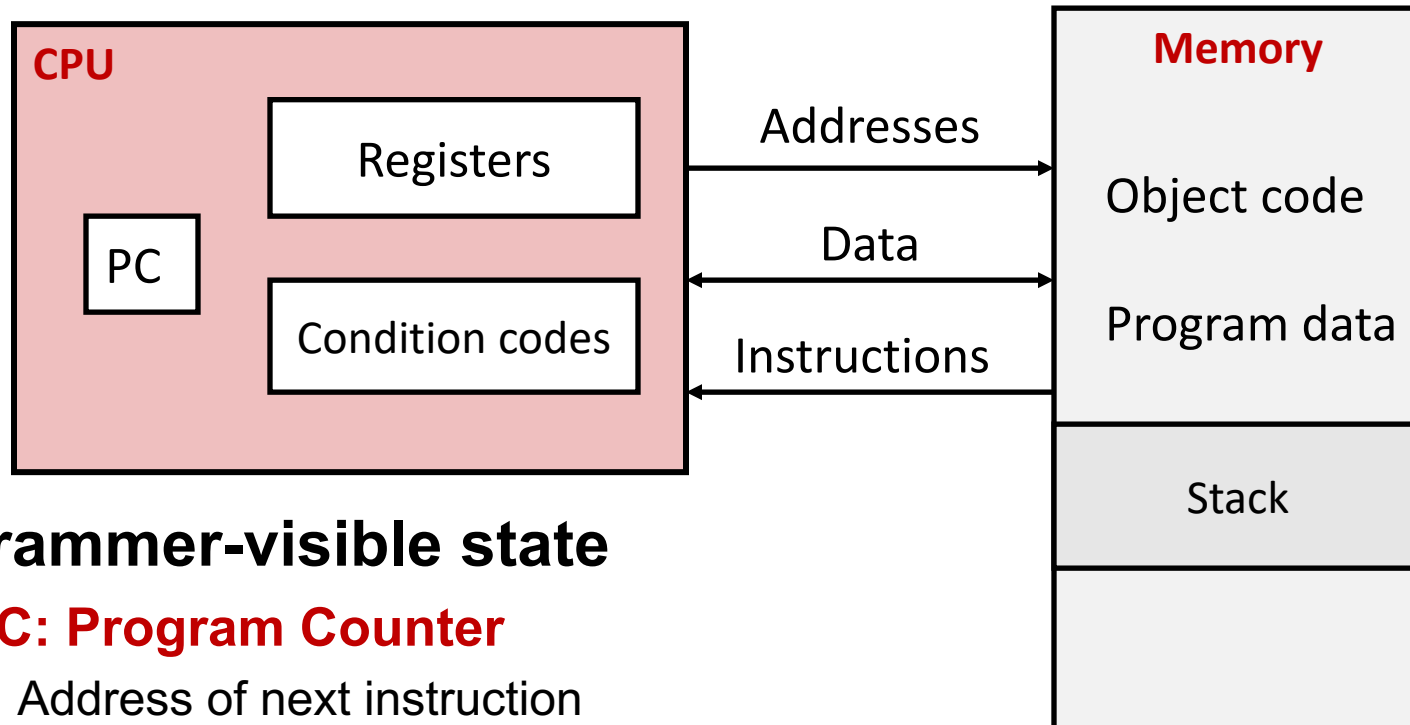 CPU
Registers
PC
Condition codes
Addresses
Data
Instructions
Memory
Object code
Program data
Stack
rammer-visible state
C: Program Counter
Address of next instruction